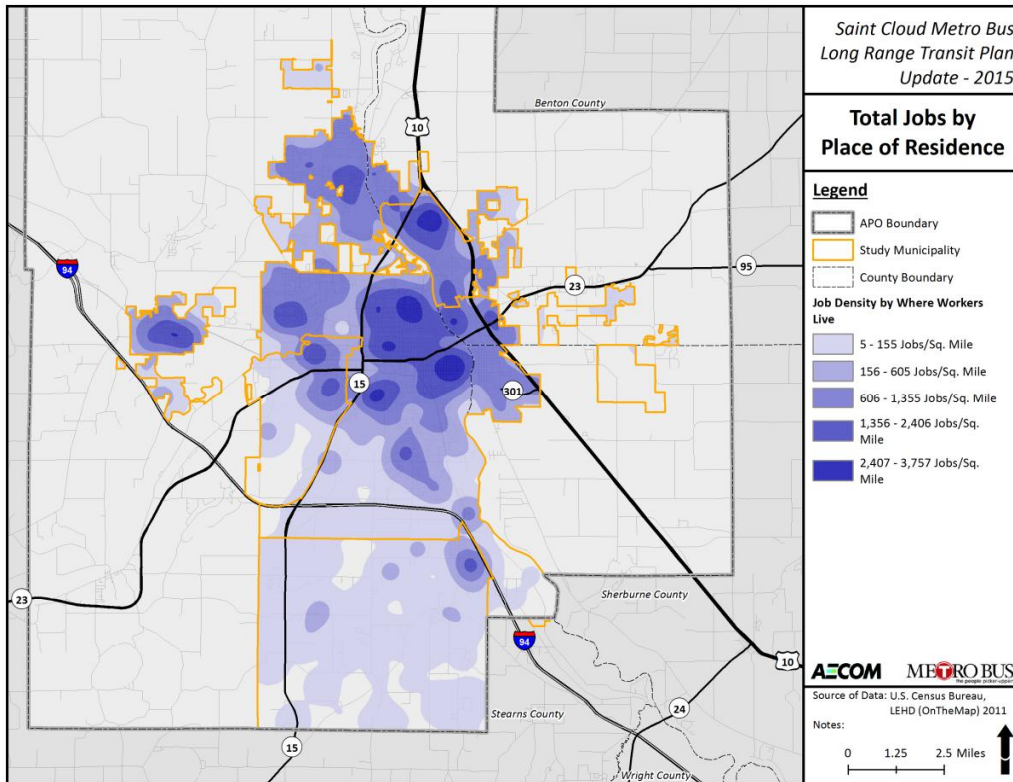 Saint Cloud Metro Bus
Long Range Transit Plan
Update - 2015
Total Jobs by
Place of Residence
Legend
APO Boundary
Study Municipality
County Boundary
Job Density by Where Workers
Live
5 - 155 Jobs/Sq. Mile
156 - 605 Jobs/Sq. Mile
606 - 1,355 Jobs/Sq. Mile
1,356 - 2,406 Jobs/Sq.
Mile
2,407 - 3,757 Jobs/Sq.
Mile
AECOM
METRO BUS
the people picker-uppers
Source of Data: U.S. Census Bureau,
LEHD (OnTheMap) 2011
Notes:
0 1.25 2.5 Miles
Benton County
10
94
95
23
15
301
23
Sherburne County
94
10
Stearns County
24
15
Wright County